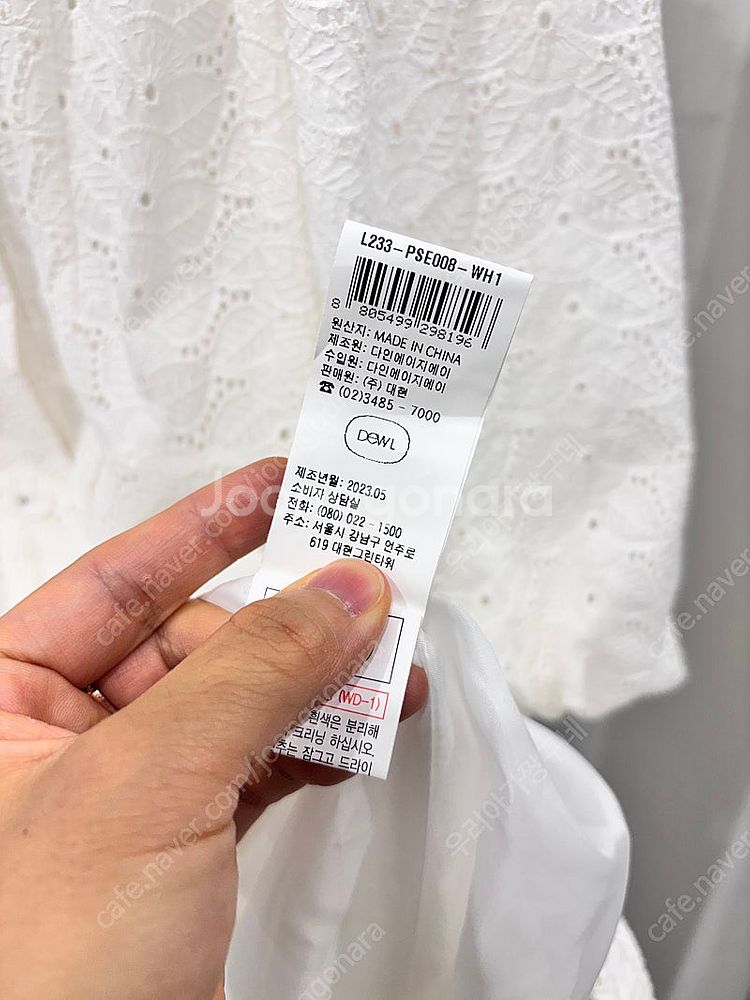 L233-PSE008-WH1
8 805499 298196
원산지: MADE IN CHINA
제조원: 다인에이지에이
수입원: 다인에이지에이
판매원: (주) 대현
☎ (02)3485 - 7000
DEWL
제조년월: 2023.05
소비자 상담실
전화: (080) 022 - 1500
주소: 서울시 강남구 언주로
619 대현그린타워
(WD-1)
흰색은 분리해
크리닝 하십시오.
추는 잠그고 드라이
Joonggonara
cafe.naver.com/joonggonara